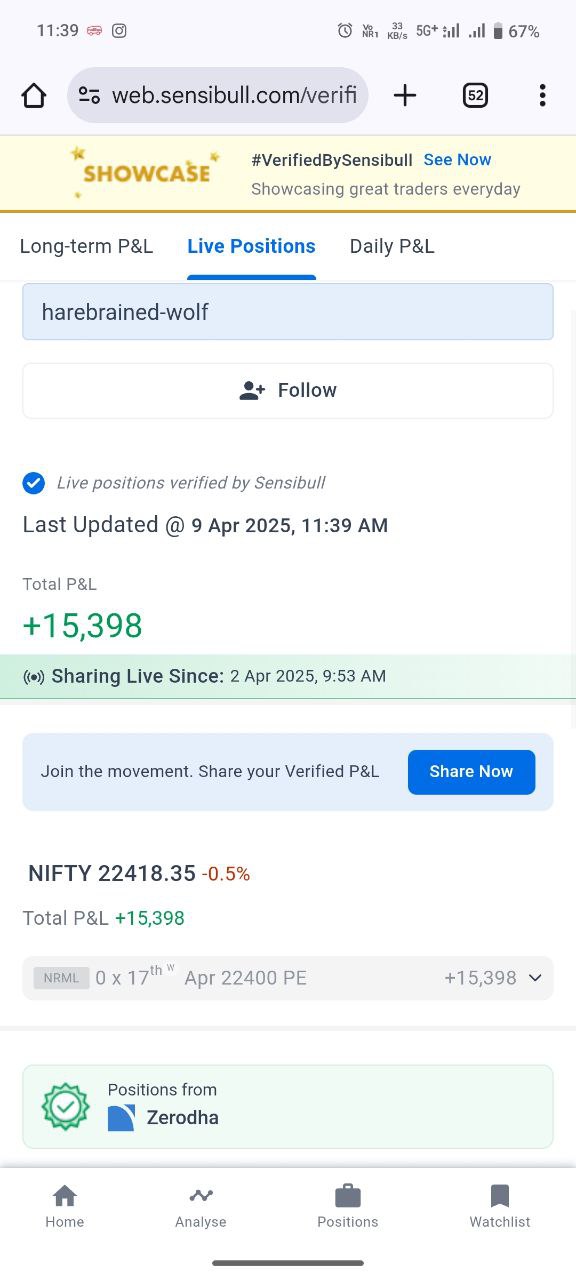 11:39 Vo NR1 33 KB/s 5G+ 67%
web.sensibull.com/verifi 52
SHOWCASE #VerifiedBySensibull See Now
Showcasing great traders everyday
Long-term P&L Live Positions Daily P&L
harebrained-wolf
Follow
Live positions verified by Sensibull
Last Updated @ 9 Apr 2025, 11:39 AM
Total P&L
+15,398
Sharing Live Since: 2 Apr 2025, 9:53 AM
Join the movement. Share your Verified P&L Share Now
NIFTY 22418.35 -0.5%
Total P&L +15,398
NRML 0 x 17th W Apr 22400 PE +15,398
Positions from
Zerodha
Home Analyse Positions Watchlist